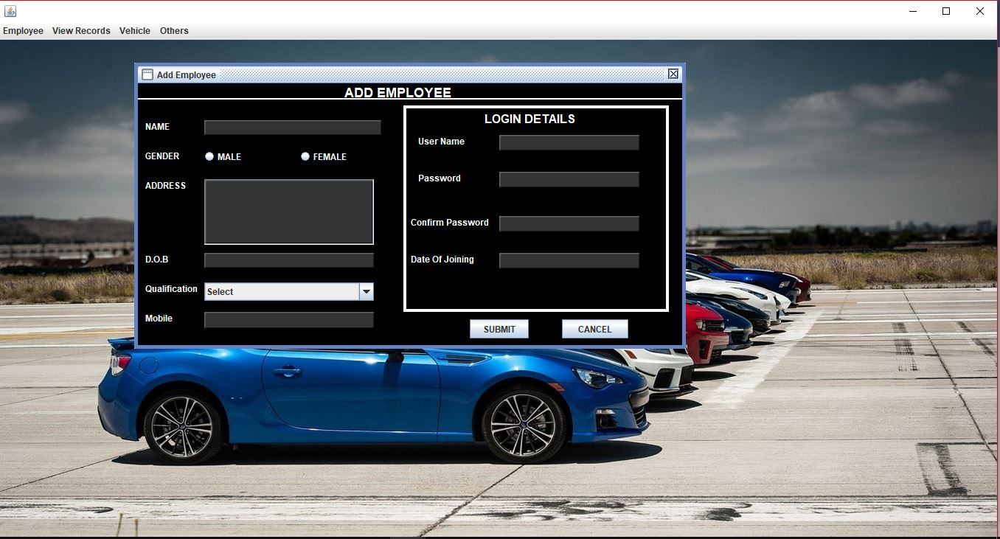 Employee View Records Vehicle Others
Add Employee
ADD EMPLOYEE
NAME
GENDER MALE FEMALE
ADDRESS
D.O.B
Qualification Select
Mobile
LOGIN DETAILS
User Name
Password
Confirm Password
Date Of Joining
SUBMIT CANCEL